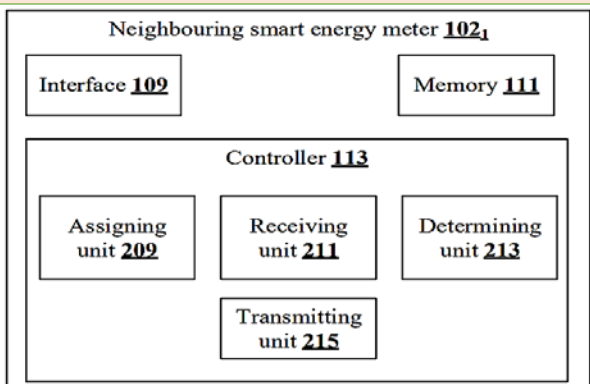 Neighbouring smart energy meter 102₁
Interface 109
Memory 111
Controller 113
Assigning
unit 209
Receiving
unit 211
Determining
unit 213
Transmitting
unit 215